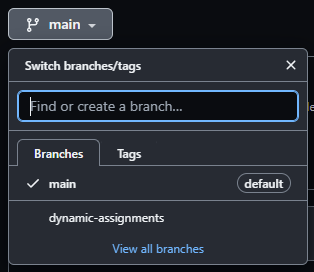 main
Switch branches/tags
Find or create a branch...
Branches Tags
main default
dynamic-assignments
View all branches